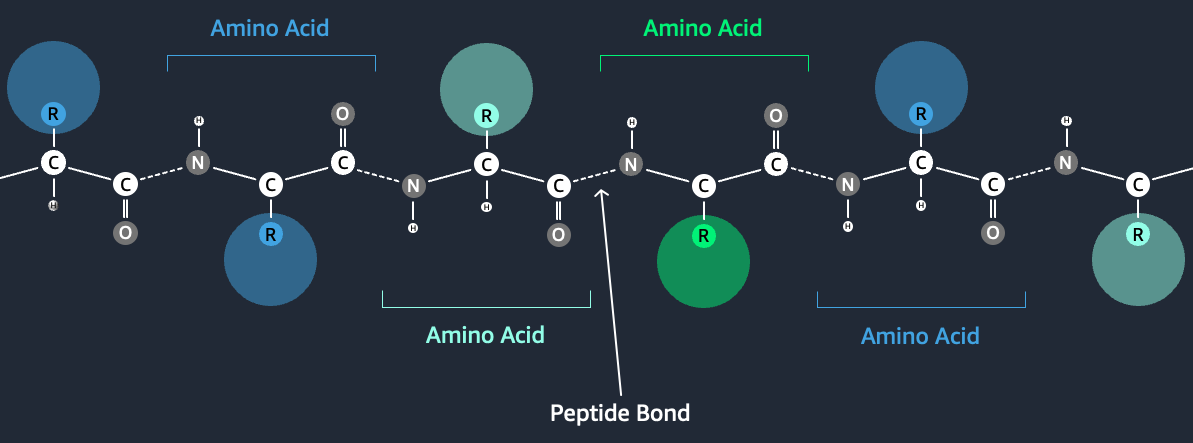 Amino Acid Amino Acid
R O R O R
H H H
C N C C N C C N
C C N C C N C C
H H H
O R H O R H O R
Amino Acid Amino Acid
Peptide Bond